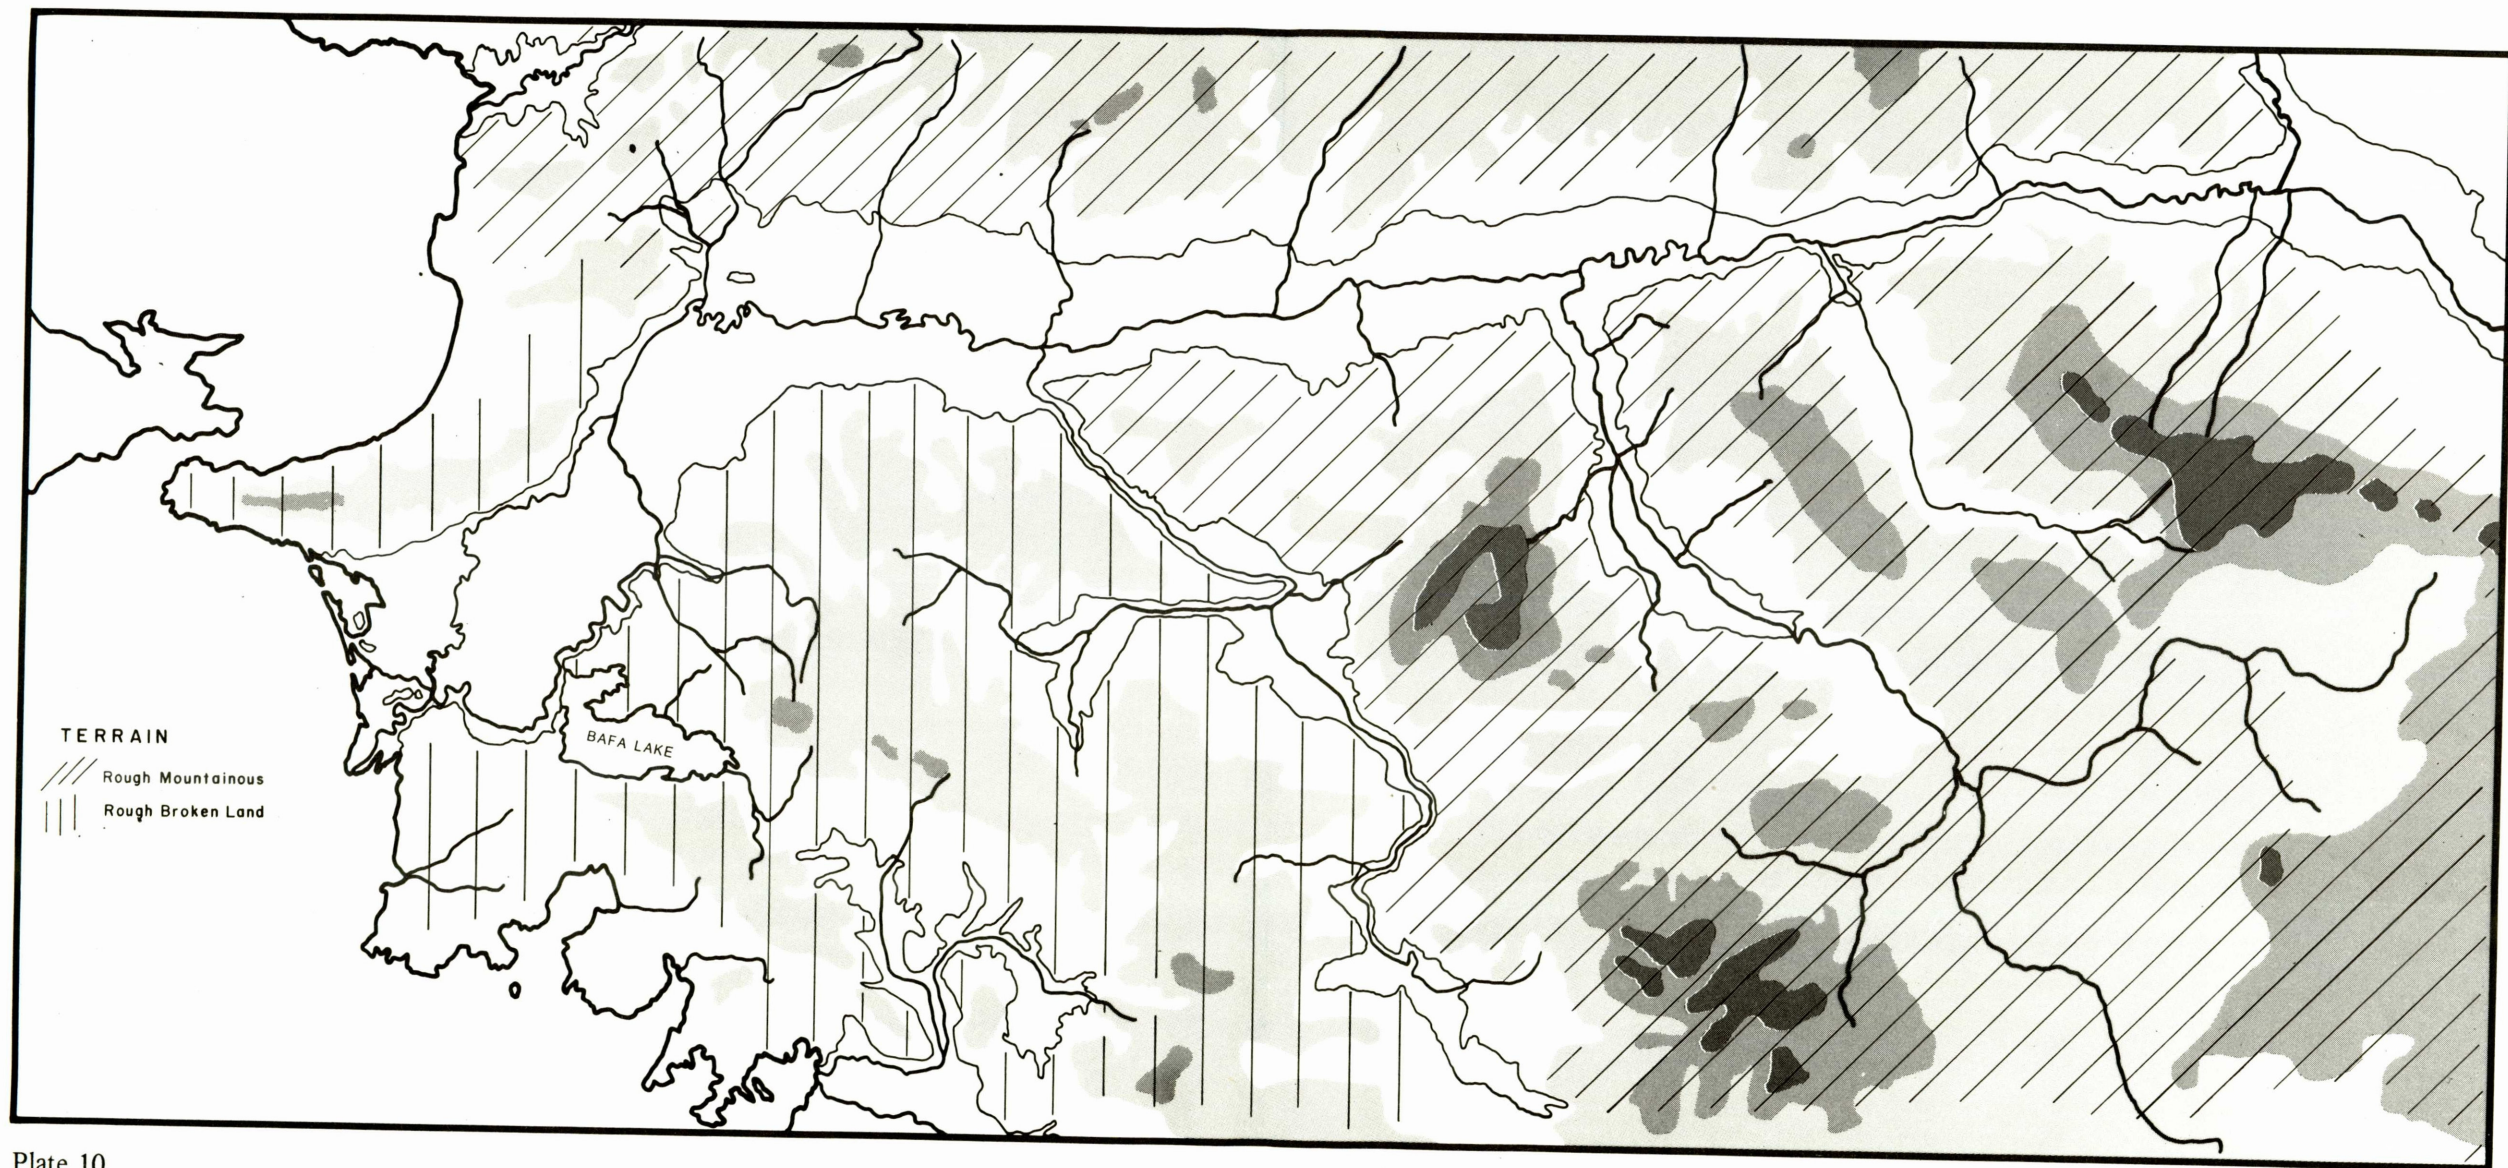 BAFA LAKE
TERRAIN
Rough Mountainous
Rough Broken Land
Plate 10